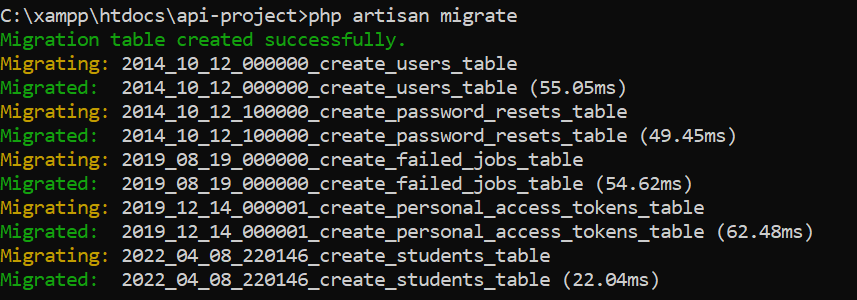 C:\xampp\htdocs\api-project>php artisan migrate
Migration table created successfully.
Migrating: 2014_10_12_000000_create_users_table
Migrated:  2014_10_12_000000_create_users_table (55.05ms)
Migrating: 2014_10_12_100000_create_password_resets_table
Migrated:  2014_10_12_100000_create_password_resets_table (49.45ms)
Migrating: 2019_08_19_000000_create_failed_jobs_table
Migrated:  2019_08_19_000000_create_failed_jobs_table (54.62ms)
Migrating: 2019_12_14_000001_create_personal_access_tokens_table
Migrated:  2019_12_14_000001_create_personal_access_tokens_table (62.48ms)
Migrating: 2022_04_08_220146_create_students_table
Migrated:  2022_04_08_220146_create_students_table (22.04ms)